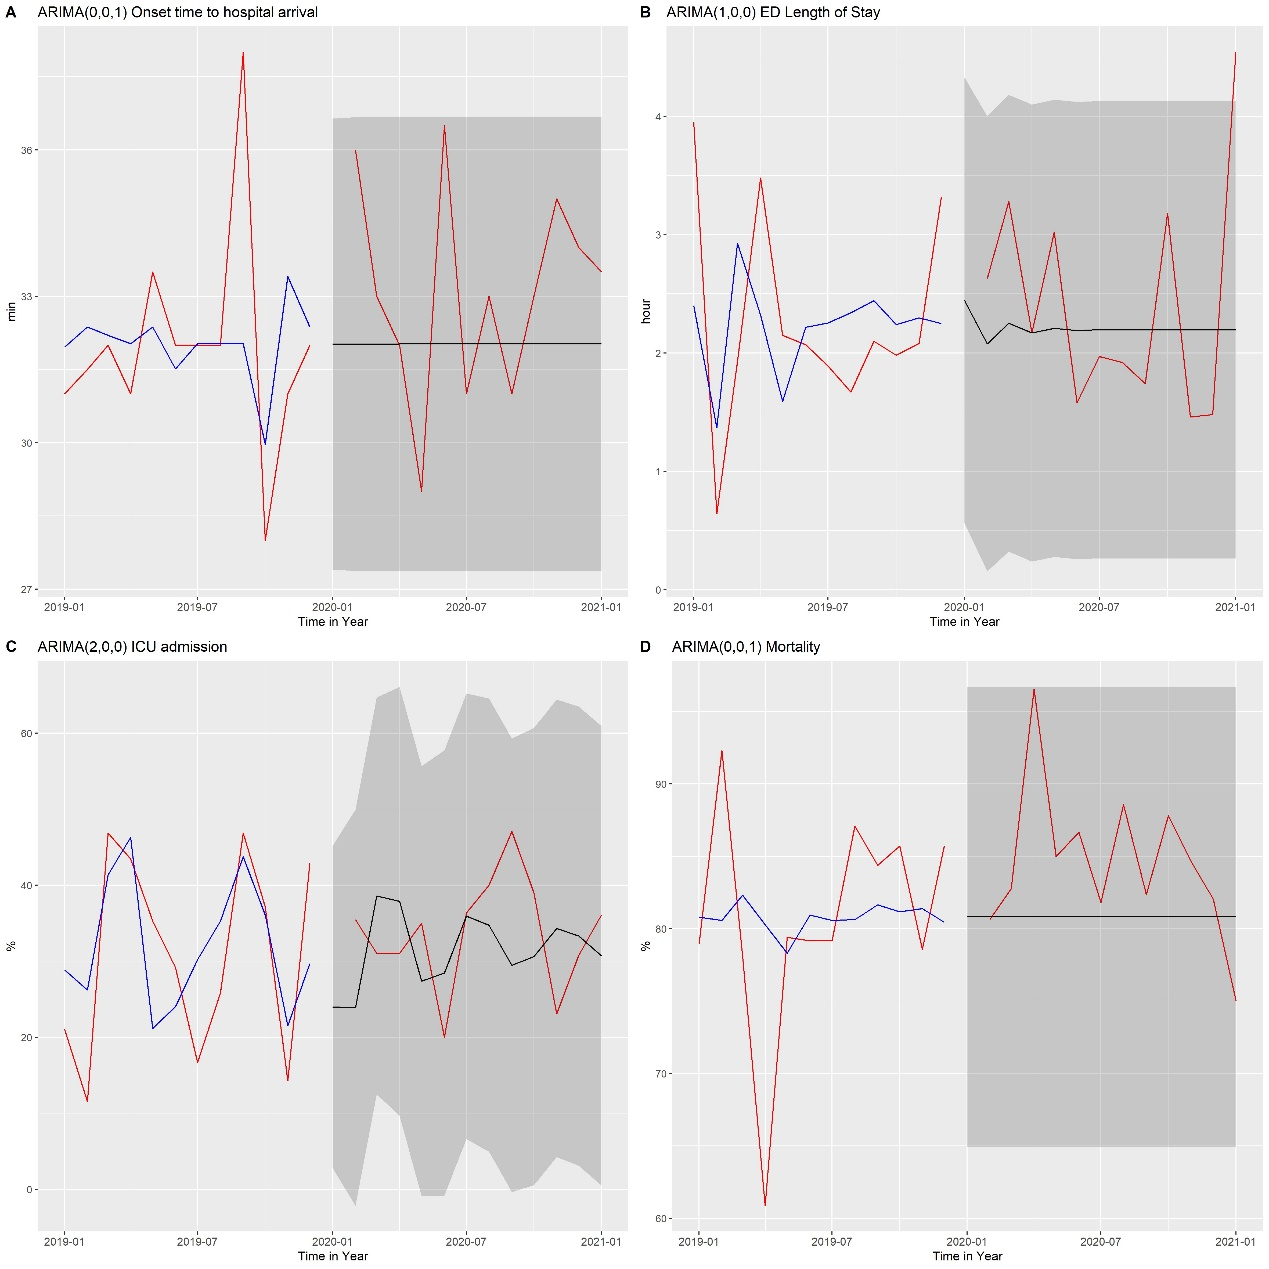 A ARIMA(0,0,1) Onset time to hospital arrival
min
36
33
30
27
2019-01 2019-07 2020-01 2020-07 2021-01
Time in Year
B ARIMA(1,0,0) ED Length of Stay
hour
4
3
2
1
0
2019-01 2019-07 2020-01 2020-07 2021-01
Time in Year
C ARIMA(2,0,0) ICU admission
%
60
40
20
0
2019-01 2019-07 2020-01 2020-07 2021-01
Time in Year
D ARIMA(0,0,1) Mortality
%
90
80
70
60
2019-01 2019-07 2020-01 2020-07 2021-01
Time in Year